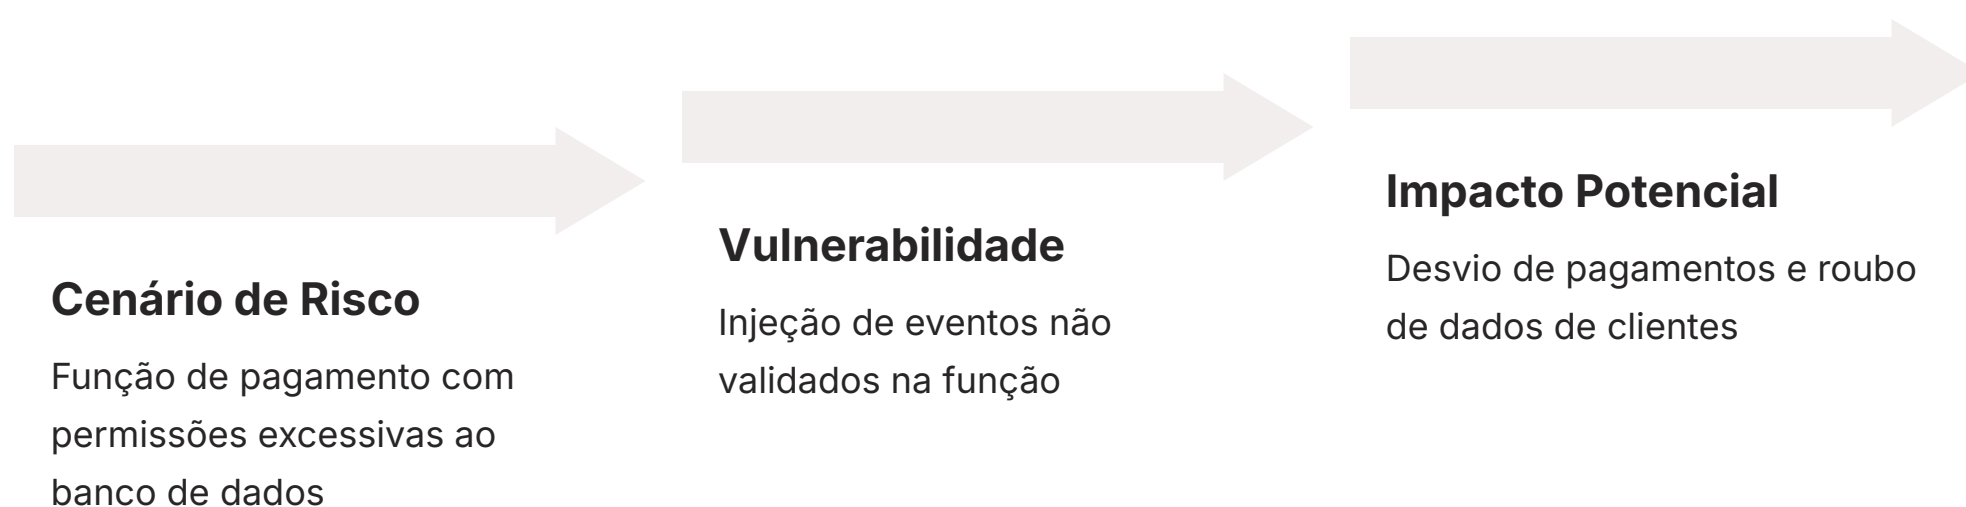 Cenário de Risco
Função de pagamento com
permissões excessivas ao
banco de dados
Vulnerabilidade
Injeção de eventos não
validados na função
Impacto Potencial
Desvio de pagamentos e roubo
de dados de clientes